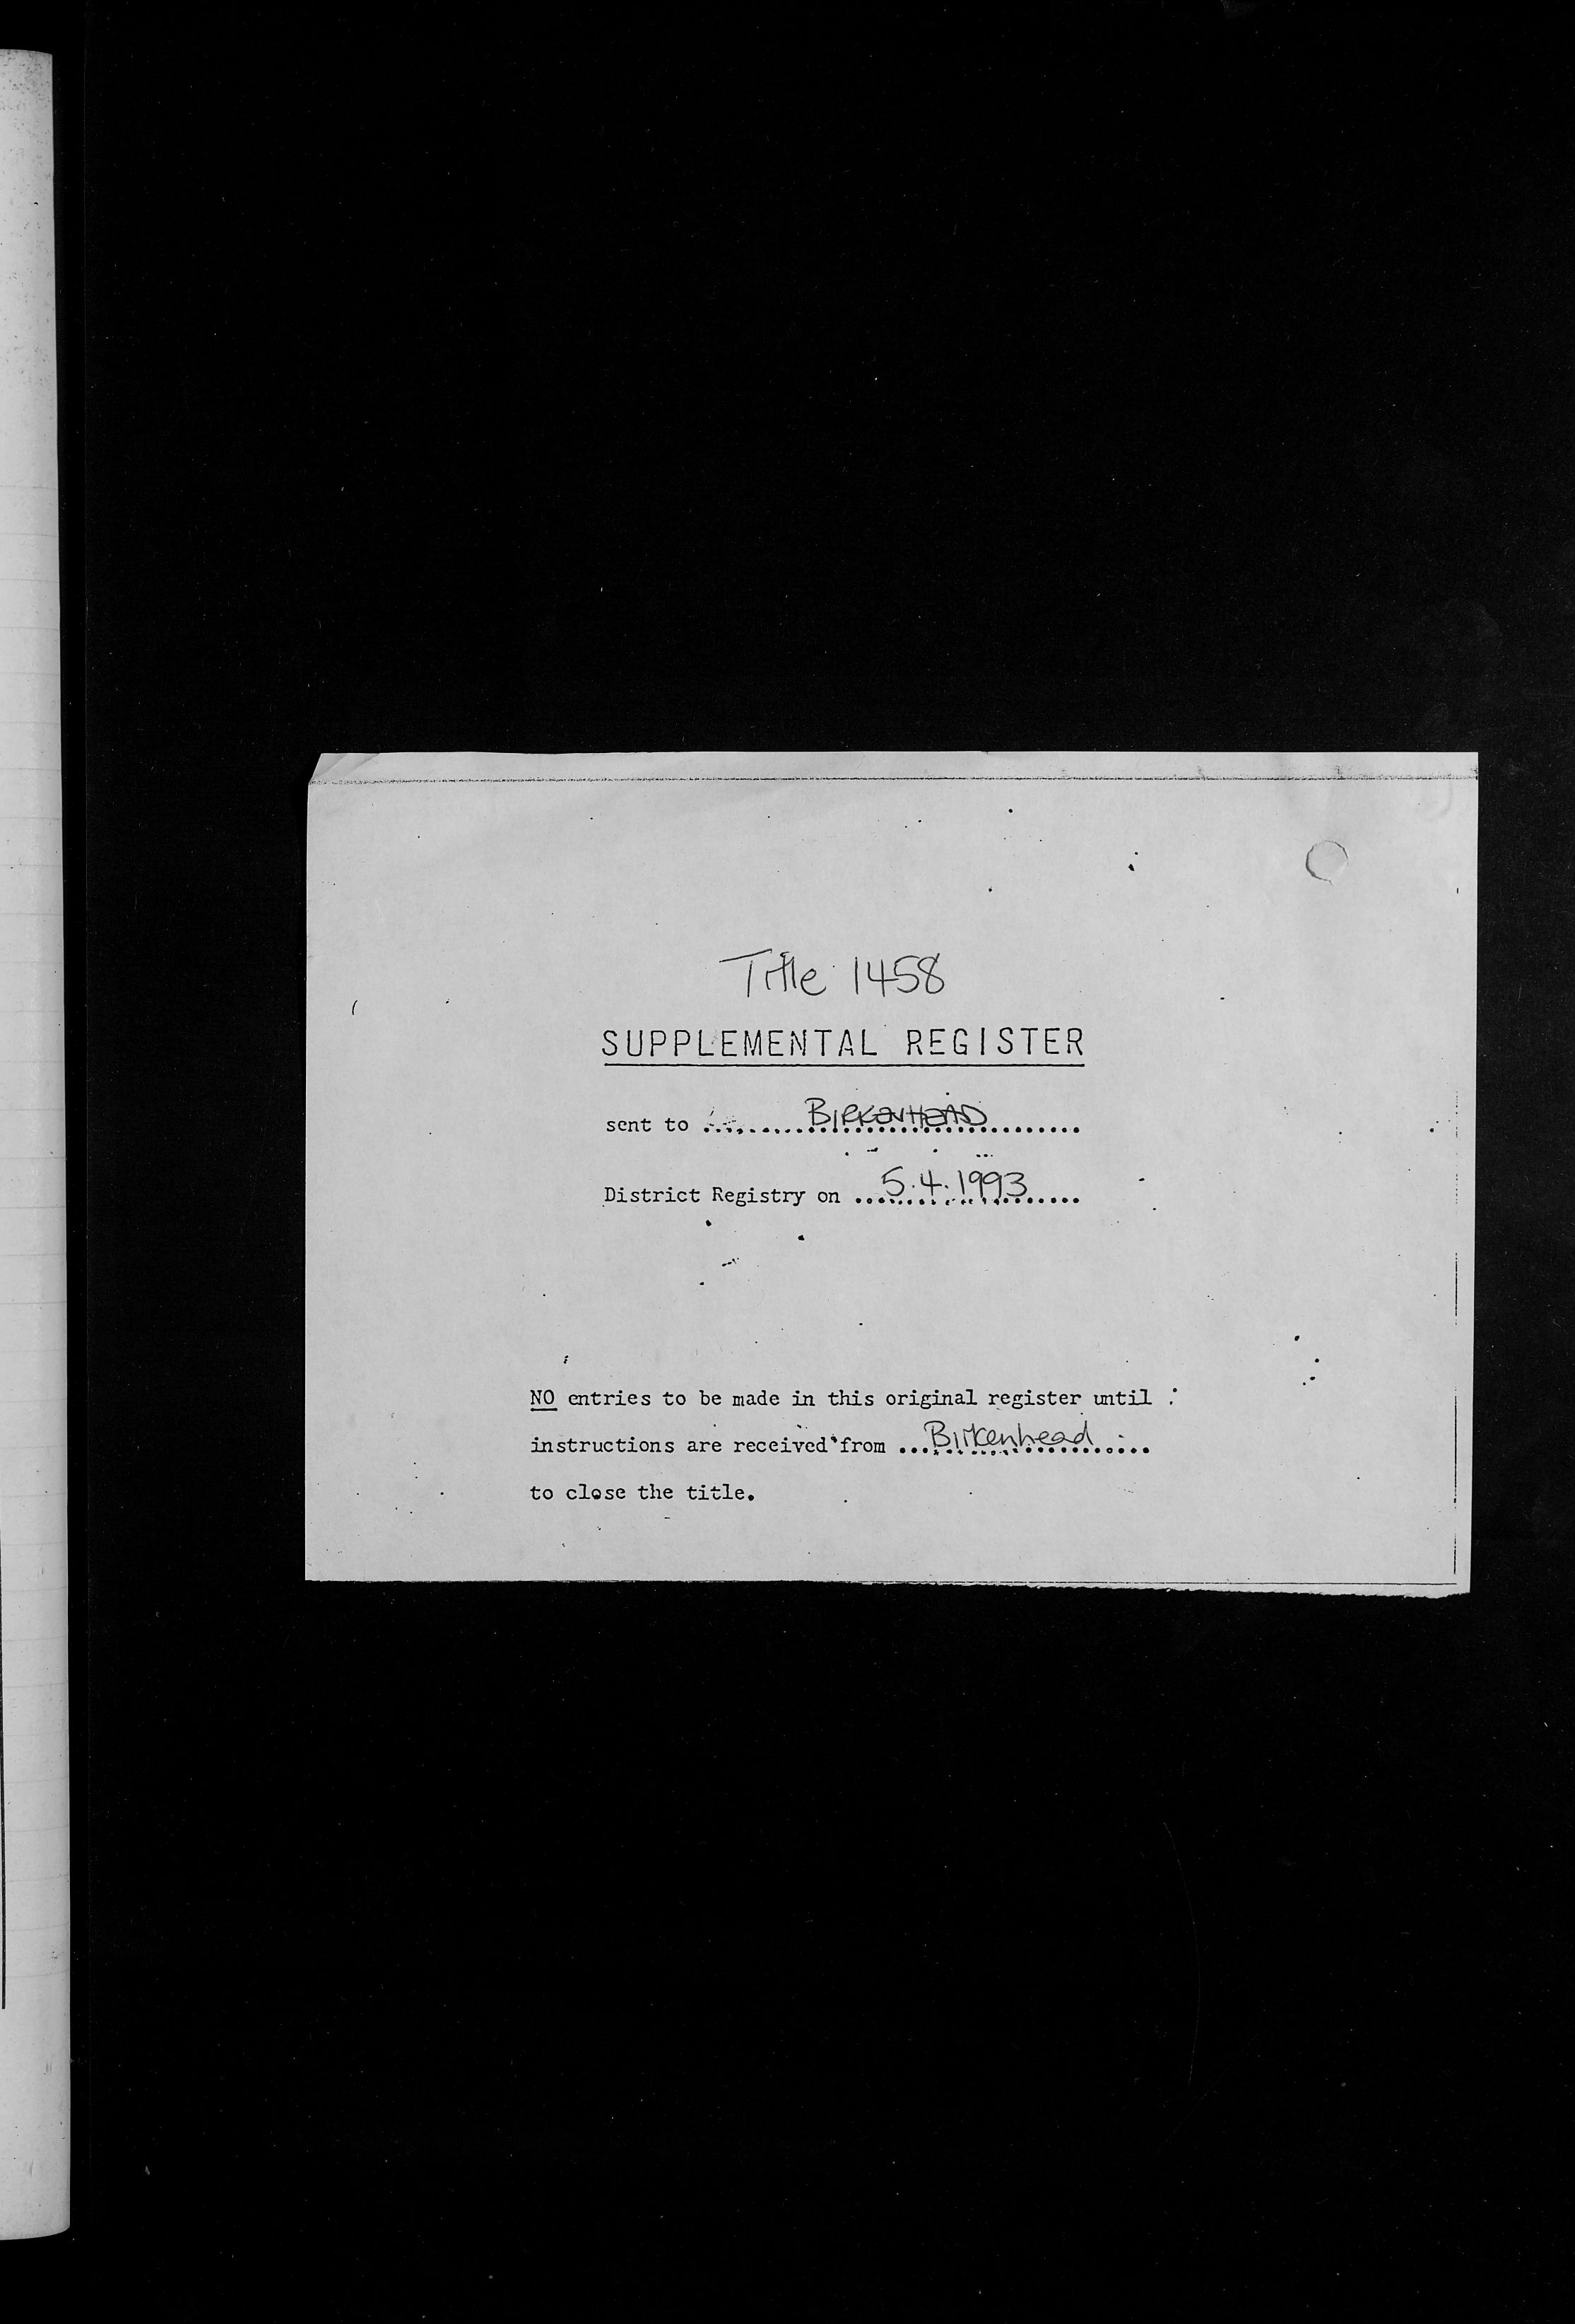 Title 1458
SUPPLEMENTAL REGISTER
sent to ........BIRKENHEAD........
District Registry on ...5.4.1993.....
NO entries to be made in this original register until
instructions are received from ...Birkenhead.....
to close the title.